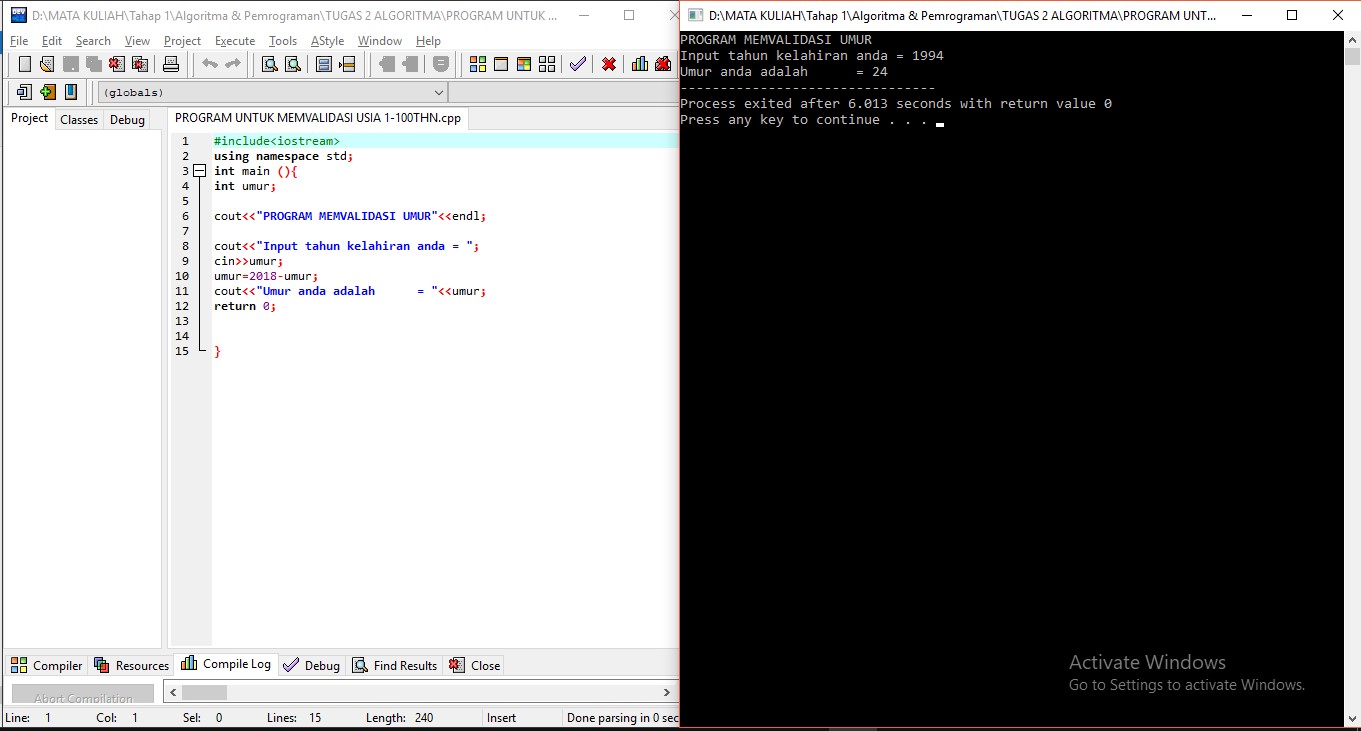 D:\MATA KULIAH\Tahap 1\Algoritma & Pemrograman\TUGAS 2 ALGORITMA\PROGRAM UNTUK ...
File Edit Search View Project Execute Tools AStyle Window Help
(globals)
Project Classes Debug
PROGRAM UNTUK MEMVALIDASI USIA 1-100THN.cpp
1 #include<iostream>
2 using namespace std;
3 int main (){
4 int umur;
5
6 cout<<"PROGRAM MEMVALIDASI UMUR"<<endl;
7
8 cout<<"Input tahun kelahiran anda = ";
9 cin>>umur;
10 umur=2018-umur;
11 cout<<"Umur anda adalah      = "<<umur;
12 return 0;
13
14
15 }
Compiler Resources Compile Log Debug Find Results Close
Abort Compilation
Line: 1 Col: 1 Sel: 0 Lines: 15 Length: 240 Insert Done parsing in 0 sec
D:\MATA KULIAH\Tahap 1\Algoritma & Pemrograman\TUGAS 2 ALGORITMA\PROGRAM UNT...
PROGRAM MEMVALIDASI UMUR
Input tahun kelahiran anda = 1994
Umur anda adalah      = 24
--------------------------------
Process exited after 6.013 seconds with return value 0
Press any key to continue . . .
Activate Windows
Go to Settings to activate Windows.